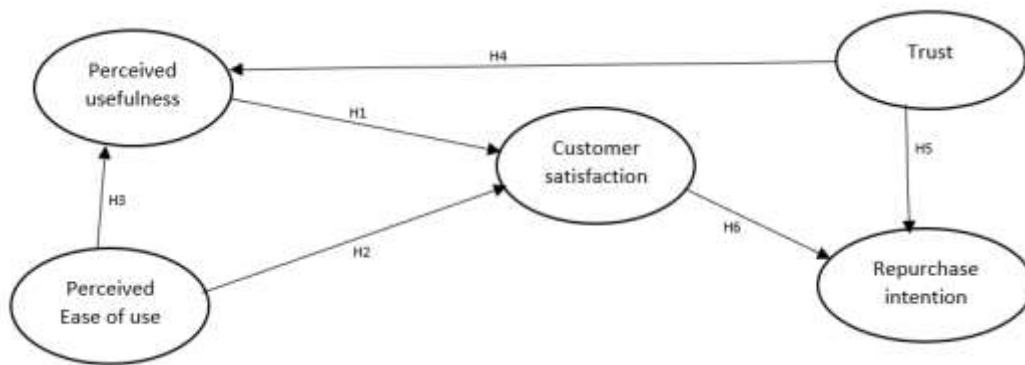 Trust
H4
Perceived
usefulness
H1
Customer
satisfaction
H5
H3
H6
H2
Repurchase
intention
Perceived
Ease of use